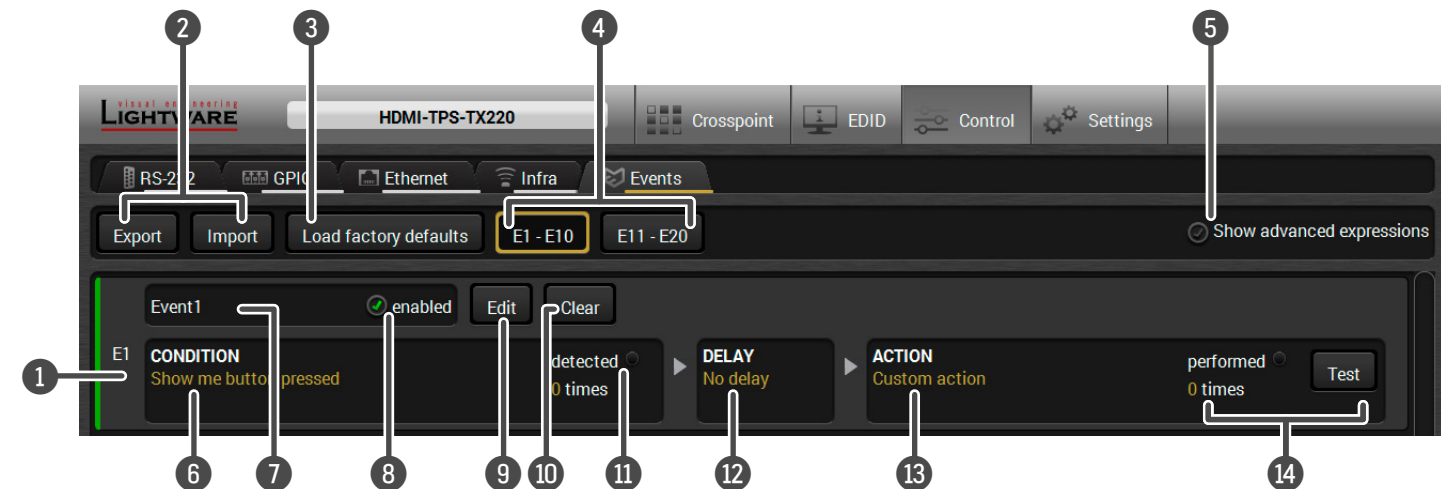 2 3 4 5
visual engineering
LIGHTWARE
HDMI-TPS-TX220
Crosspoint
EDID
Control
Settings
RS-232
GPIO
Ethernet
Infra
Events
Export
Import
Load factory defaults
E1 - E10
E11 - E20
Show advanced expressions
Event1
enabled
Edit
Clear
1
E1
CONDITION
Show me button pressed
detected
0 times
DELAY
No delay
ACTION
Custom action
performed
0 times
Test
6 7 8 9 10 11 12 13 14